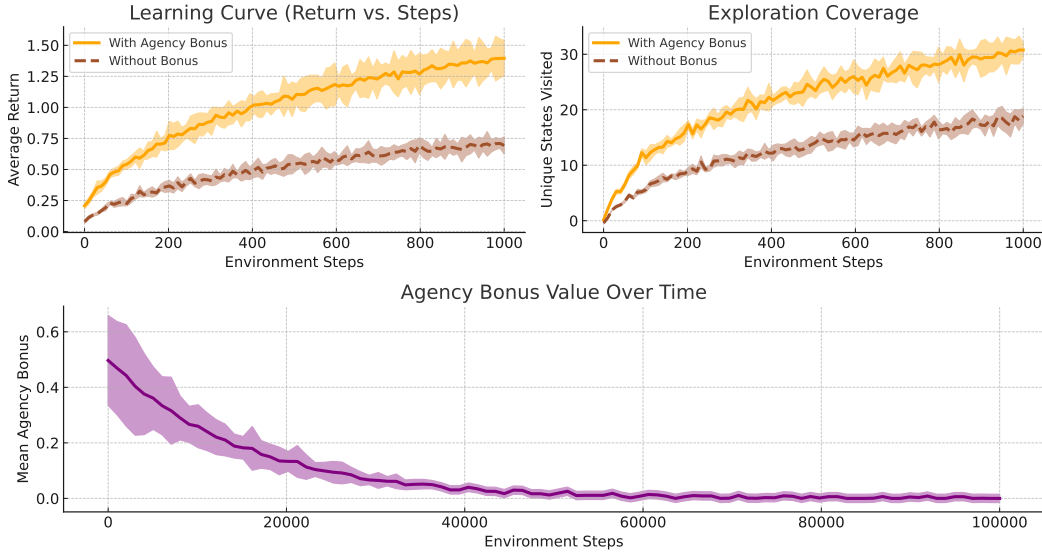 Learning Curve (Return vs. Steps)
With Agency Bonus
Without Bonus
1.50
1.25
1.00
0.75
0.50
0.25
0.00
Average Return
0 200 400 600 800 1000
Environment Steps
Exploration Coverage
With Agency Bonus
Without Bonus
30
20
10
0
Unique States Visited
0 200 400 600 800 1000
Environment Steps
Agency Bonus Value Over Time
0.6
0.4
0.2
0.0
Mean Agency Bonus
0 20000 40000 60000 80000 100000
Environment Steps